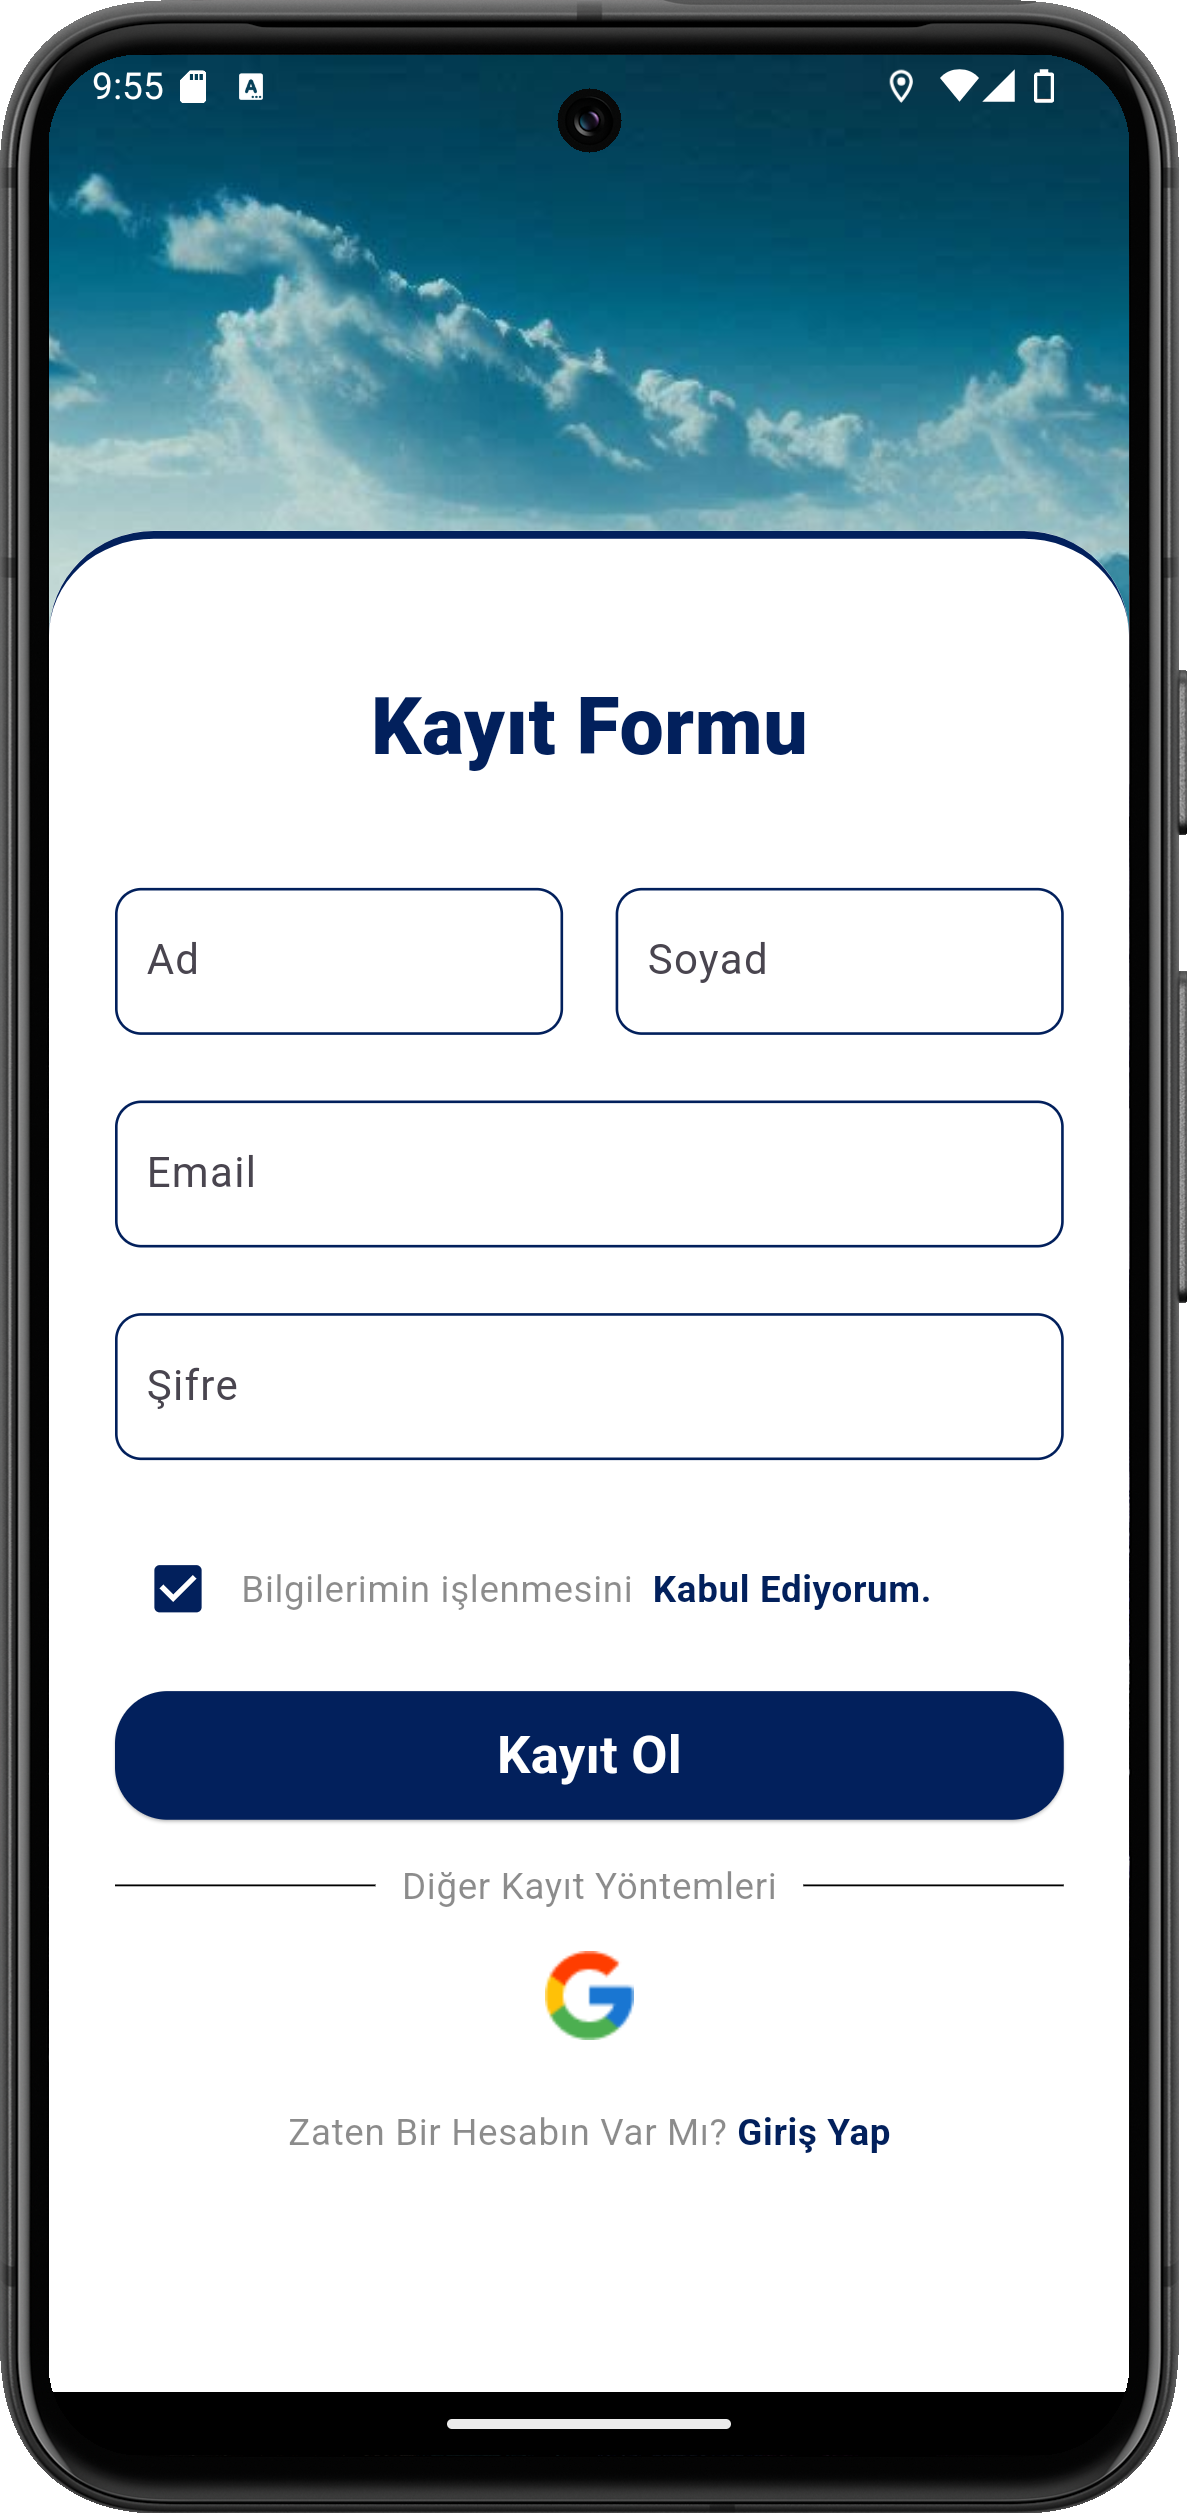 9:55
Kayıt Formu
Ad Soyad
Email
Şifre
Bilgilerimin işlenmesini Kabul Ediyorum.
Kayıt Ol
Diğer Kayıt Yöntemleri
Zaten Bir Hesabın Var Mı? Giriş Yap